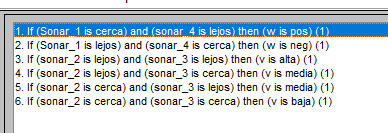 1. If (Sonar_1 is cerca) and (sonar_4 is lejos) then (w is pos) (1)
2. If (Sonar_1 is lejos) and (sonar_4 is cerca) then (w is neg) (1)
3. If (sonar_2 is lejos) and (sonar_3 is lejos) then (v is alta) (1)
4. If (sonar_2 is lejos) and (sonar_3 is cerca) then (v is media) (1)
5. If (sonar_2 is cerca) and (sonar_3 is lejos) then (v is media) (1)
6. If (sonar_2 is cerca) and (sonar_3 is cerca) then (v is baja) (1)